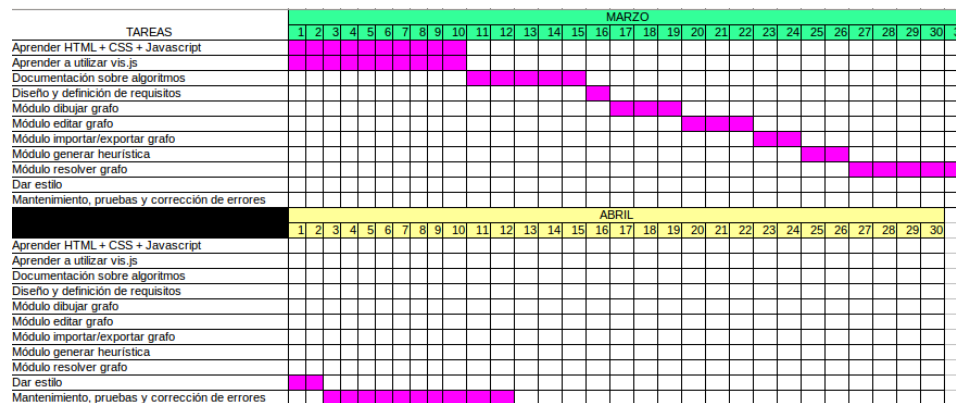 MARZO
TAREAS 1 2 3 4 5 6 7 8 9 10 11 12 13 14 15 16 17 18 19 20 21 22 23 24 25 26 27 28 29 30
Aprender HTML + CSS + Javascript
Aprender a utilizar vis.js
Documentación sobre algoritmos
Diseño y definición de requisitos
Módulo dibujar grafo
Módulo editar grafo
Módulo importar/exportar grafo
Módulo generar heurística
Módulo resolver grafo
Dar estilo
Mantenimiento, pruebas y corrección de errores
ABRIL
1 2 3 4 5 6 7 8 9 10 11 12 13 14 15 16 17 18 19 20 21 22 23 24 25 26 27 28 29 30
Aprender HTML + CSS + Javascript
Aprender a utilizar vis.js
Documentación sobre algoritmos
Diseño y definición de requisitos
Módulo dibujar grafo
Módulo editar grafo
Módulo importar/exportar grafo
Módulo generar heurística
Módulo resolver grafo
Dar estilo
Mantenimiento, pruebas y corrección de errores